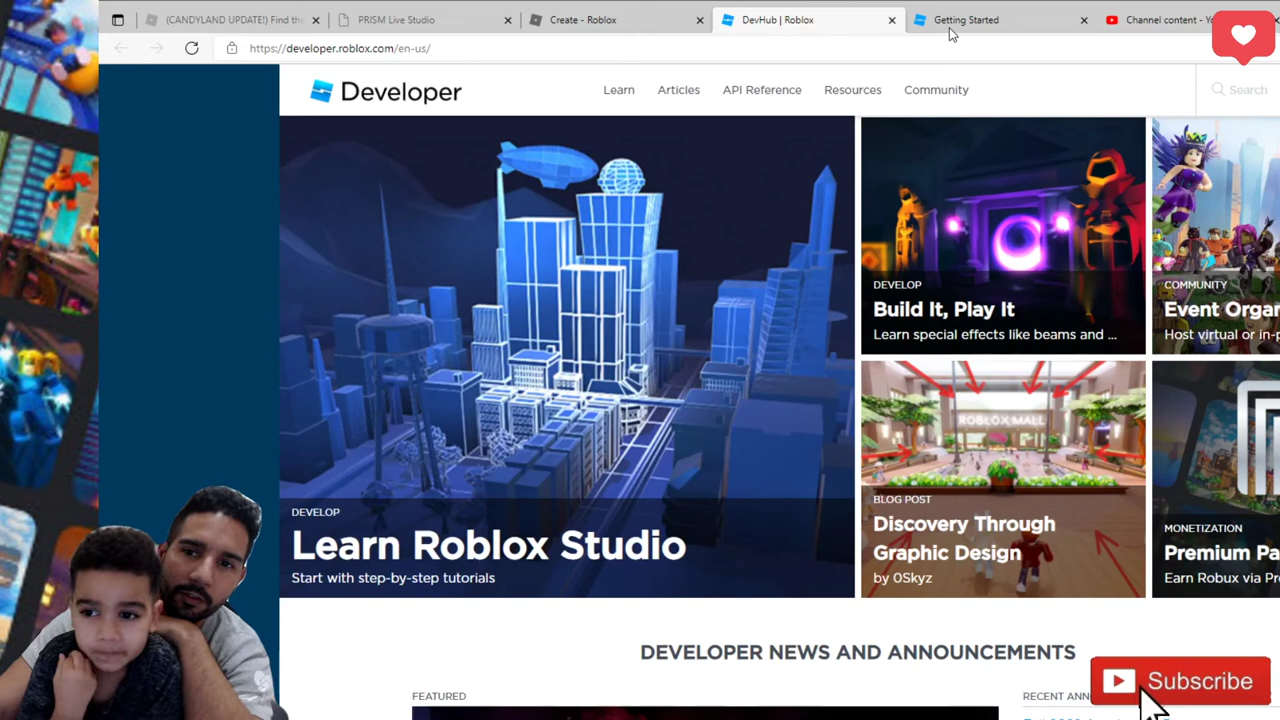 (CANDYLAND UPDATE!) Find the
PRISM Live Studio
Create - Roblox
DevHub | Roblox
Getting Started
Channel content - Yo
https://developer.roblox.com/en-us/
Developer
Learn
Articles
API Reference
Resources
Community
Search
DEVELOP
Learn Roblox Studio
Start with step-by-step tutorials
DEVELOP
Build It, Play It
Learn special effects like beams and ...
COMMUNITY
Event Organ
Host virtual or in-p
ROBLOX MALL
BLOG POST
Discovery Through
Graphic Design
by 0Skyz
MONETIZATION
Premium Pa
Earn Robux via Pr
DEVELOPER NEWS AND ANNOUNCEMENTS
FEATURED
RECENT ANN
Subscribe